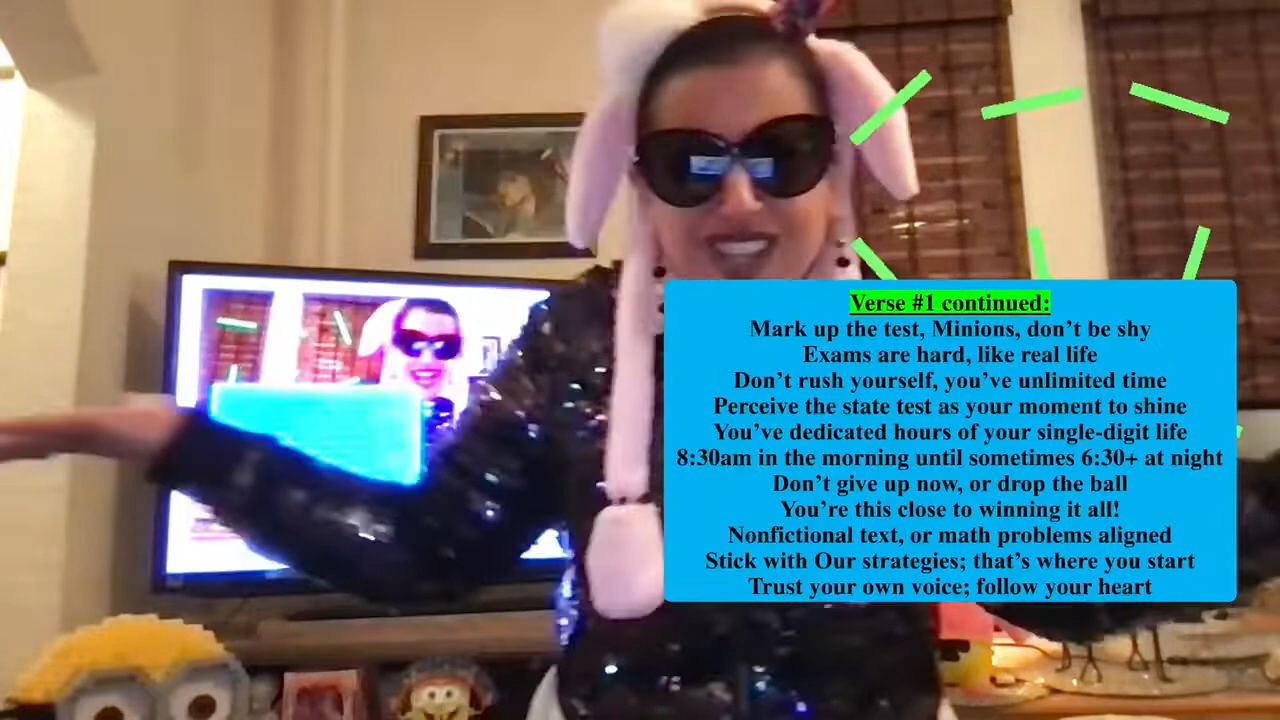 Verse #1 continued:
Mark up the test, Minions, don't be shy
Exams are hard, like real life
Don't rush yourself, you've unlimited time
Perceive the state test as your moment to shine
You've dedicated hours of your single-digit life
8:30am in the morning until sometimes 6:30+ at night
Don't give up now, or drop the ball
You're this close to winning it all!
Nonfictional text, or math problems aligned
Stick with Our strategies; that's where you start
Trust your own voice; follow your heart